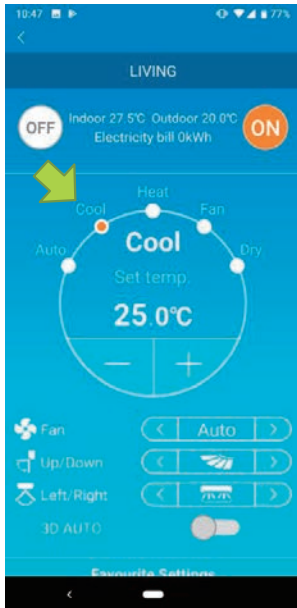 10:47 77%
LIVING
OFF Indoor 27.5℃ Outdoor 20.0℃ ON
Electricity bill 0kWh
Heat
Cool Fan
Auto Cool Dry
Set temp.
25.0℃
Fan Auto
Up/Down
Left/Right
3D AUTO
Favourite Settings